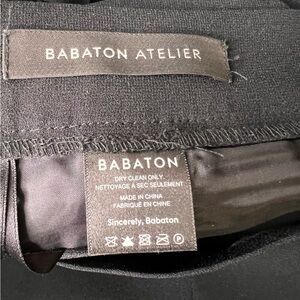 BABATON ATELIER
BABATON
DRY CLEAN ONLY
NETTOYAGE À SEC SEULEMENT
MADE IN CHINA
FABRIQUÉ EN CHINE
Sincerely, Babaton